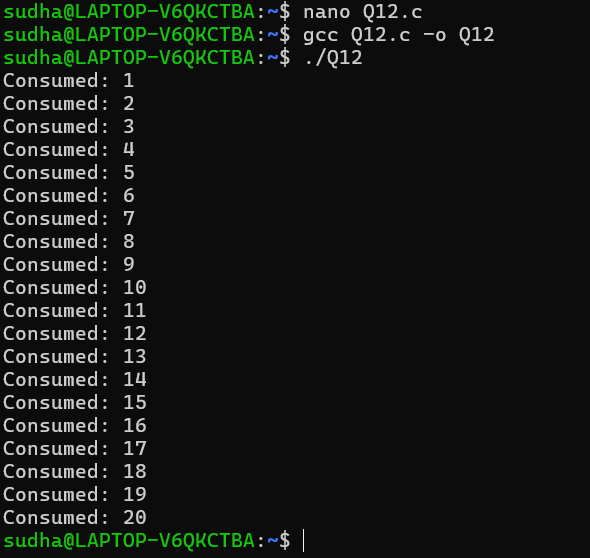 sudha@LAPTOP-V6QKCTBA:~$ nano Q12.c
sudha@LAPTOP-V6QKCTBA:~$ gcc Q12.c -o Q12
sudha@LAPTOP-V6QKCTBA:~$ ./Q12
Consumed: 1
Consumed: 2
Consumed: 3
Consumed: 4
Consumed: 5
Consumed: 6
Consumed: 7
Consumed: 8
Consumed: 9
Consumed: 10
Consumed: 11
Consumed: 12
Consumed: 13
Consumed: 14
Consumed: 15
Consumed: 16
Consumed: 17
Consumed: 18
Consumed: 19
Consumed: 20
sudha@LAPTOP-V6QKCTBA:~$